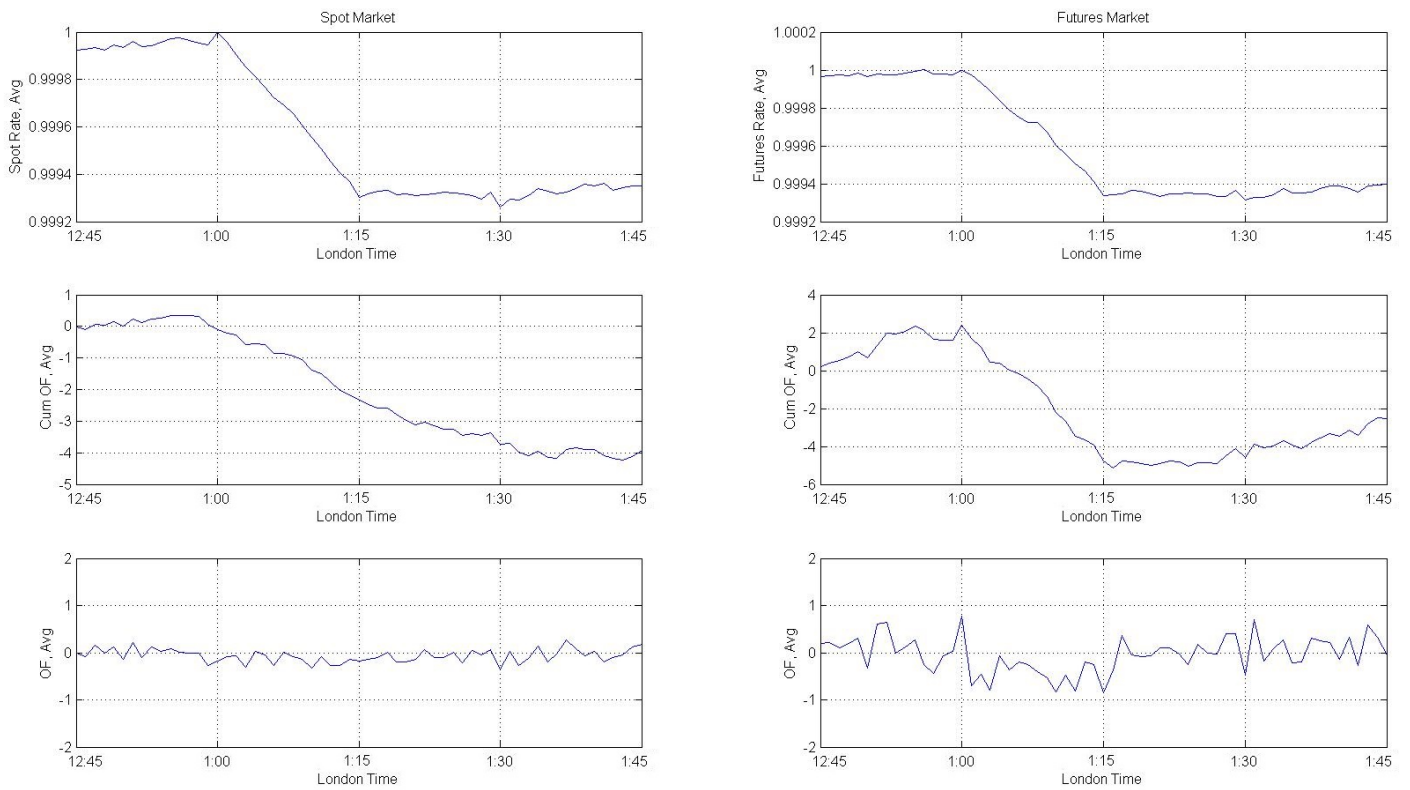 Spot Market
1
0.9998
0.9996
0.9994
0.9992
Spot Rate, Avg
12:45 1:00 1:15 1:30 1:45
London Time
Futures Market
1.0002
1
0.9998
0.9996
0.9994
0.9992
Futures Rate, Avg
12:45 1:00 1:15 1:30 1:45
London Time
1
0
-1
-2
-3
-4
-5
Cum OF, Avg
12:45 1:00 1:15 1:30 1:45
London Time
4
2
0
-2
-4
-6
Cum OF, Avg
12:45 1:00 1:15 1:30 1:45
London Time
2
1
0
-1
-2
OF, Avg
12:45 1:00 1:15 1:30 1:45
London Time
2
1
0
-1
-2
OF, Avg
12:45 1:00 1:15 1:30 1:45
London Time